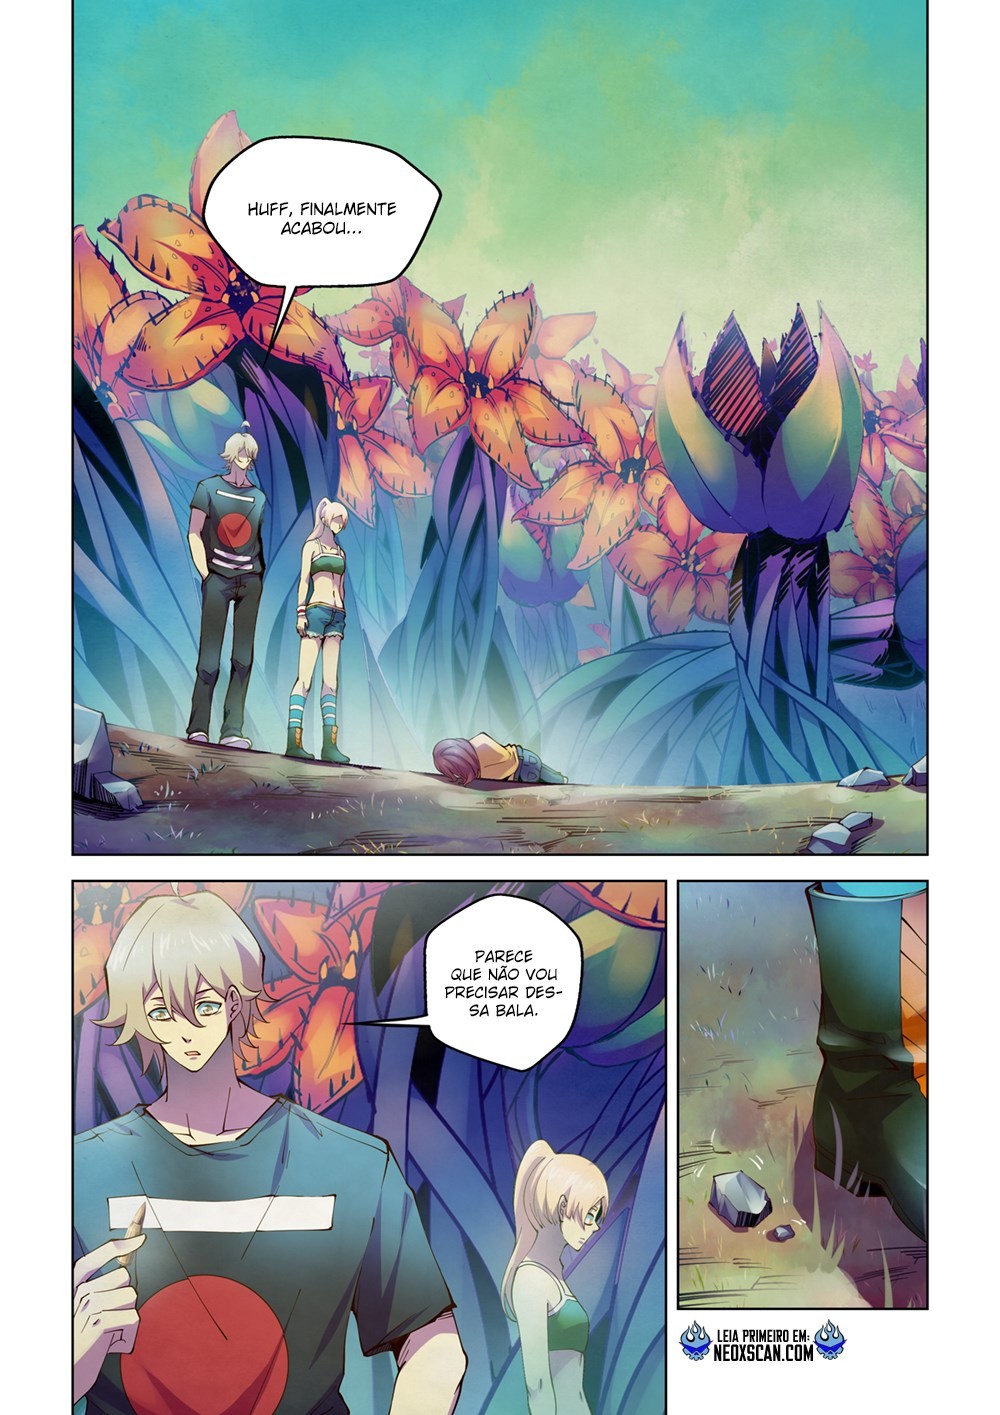 HUFF, FINALMENTE
ACABOU...
PARECE
QUE NÃO VOU
PRECISAR DES-
SA BALA.
LEIA PRIMEIRO EM:
NEOXSCAN.COM